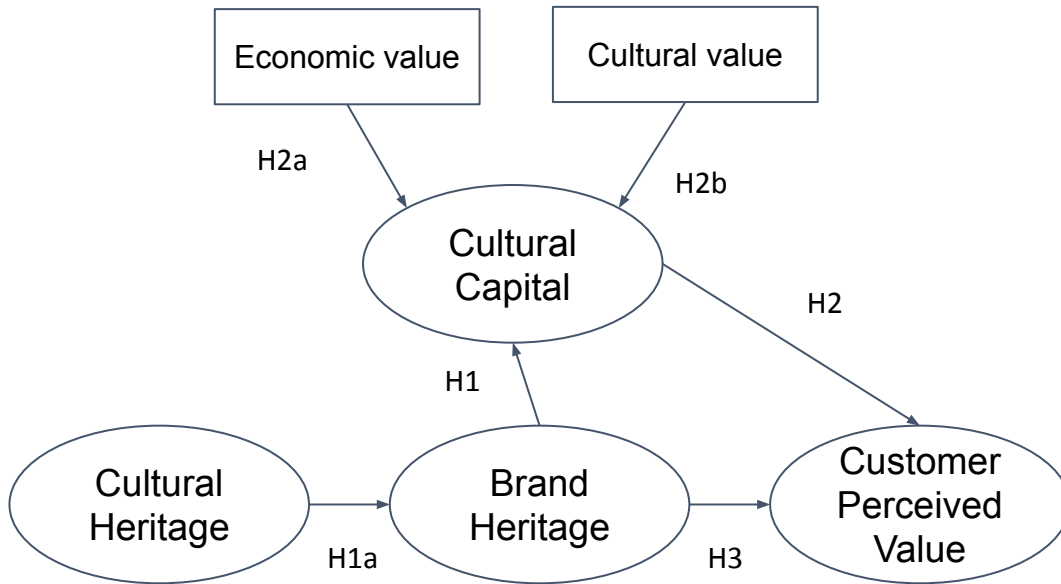 Economic value
Cultural value
H2a
H2b
Cultural
Capital
H2
H1
Cultural
Heritage
Brand
Heritage
Customer
Perceived
Value
H1a
H3